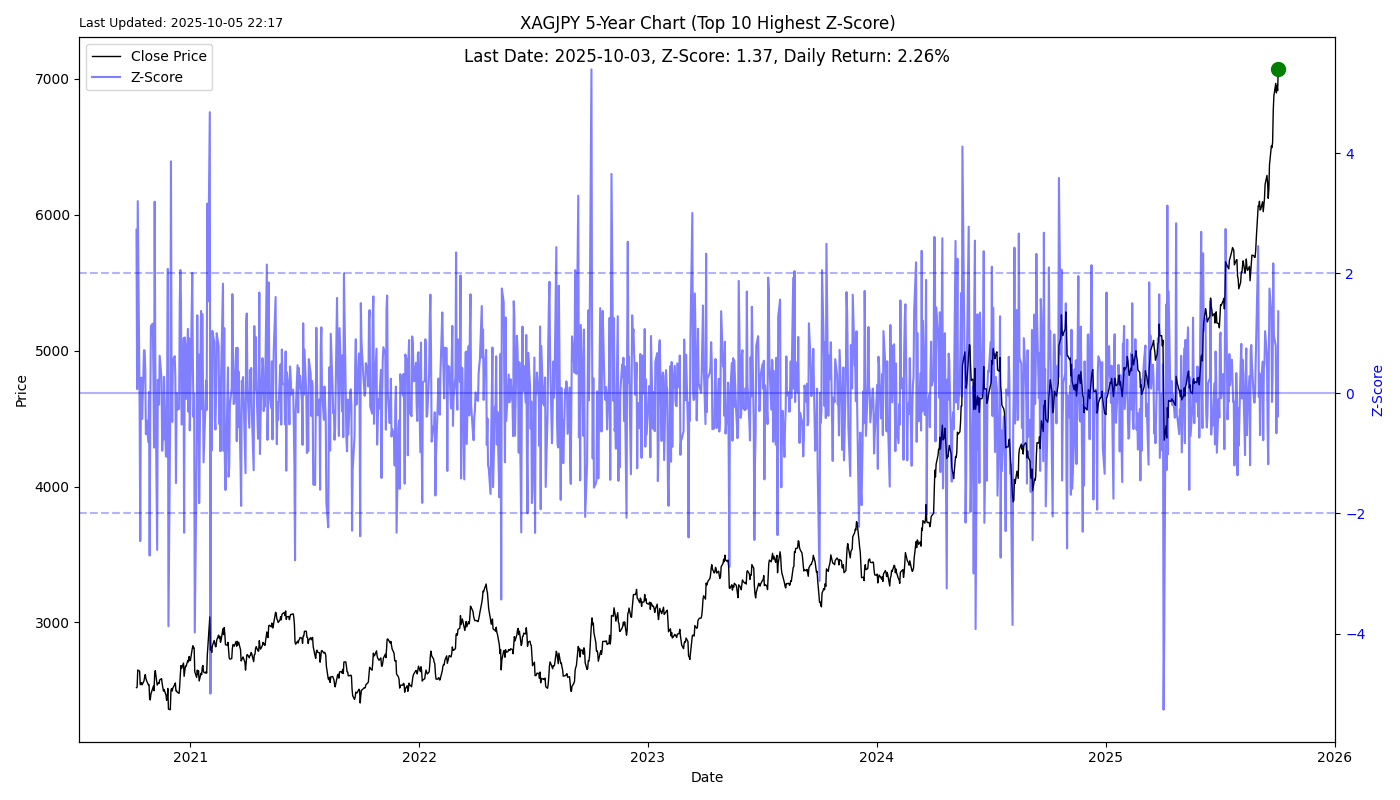 Last Updated: 2025-10-05 22:17
XAGJPY 5-Year Chart (Top 10 Highest Z-Score)
Last Date: 2025-10-03, Z-Score: 1.37, Daily Return: 2.26%
Close Price
Z-Score
7000
6000
5000
4000
3000
Price
4
2
0
−2
−4
Z-Score
2021 2022 2023 2024 2025 2026
Date